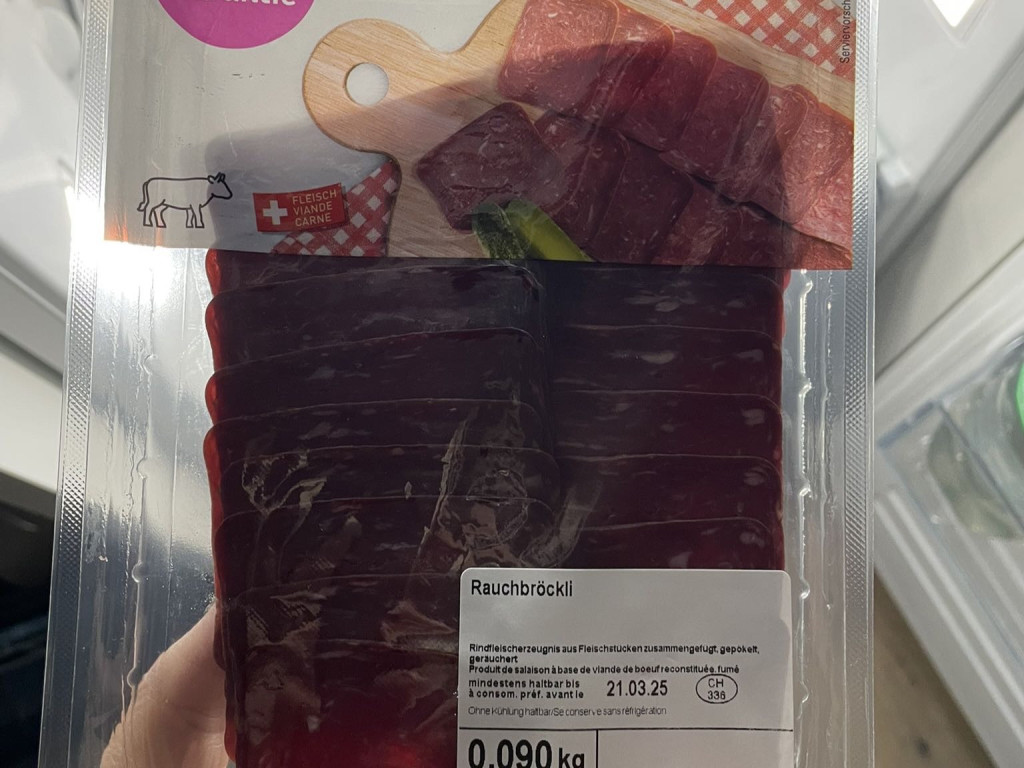 Serviervorsch
FLEISCH
VIANDE
CARNE
Rauchbröckli
Rindfleischerzeugnis aus Fleischstücken zusammengefügt, gepökelt,
geräuchert
Produit de salaison à base de viande de boeuf reconstituée, fumé
mindestens haltbar bis
à consom. préf. avant le
21.03.25
CH
336
Ohne Kühlung haltbar/Se conserve sans réfrigération
0.090 kg